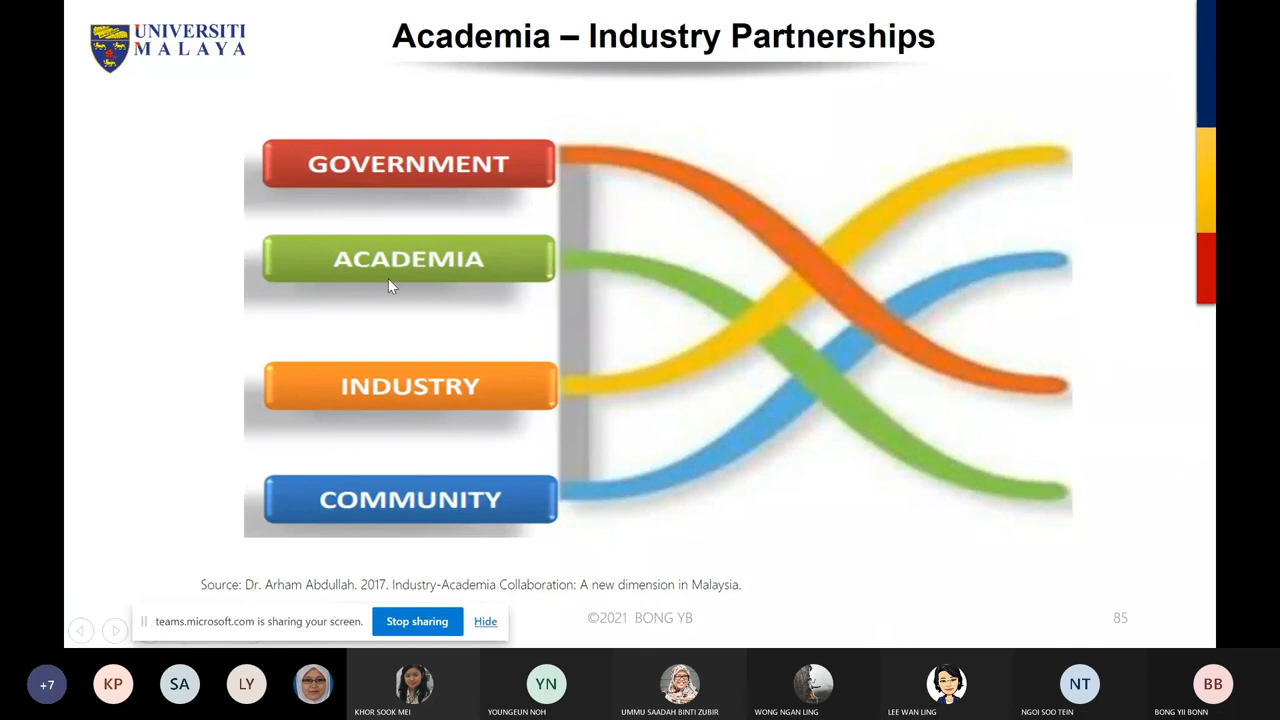 UNIVERSITI
MALAYA
Academia – Industry Partnerships
GOVERNMENT
ACADEMIA
INDUSTRY
COMMUNITY
Source: Dr. Arham Abdullah. 2017. Industry-Academia Collaboration: A new dimension in Malaysia.
teams.microsoft.com is sharing your screen.
Stop sharing
Hide
©2021 BONG YB
85
+7
KP
SA
LY
YN
NT
BB
KHOR SOOK MEI
YOUNGEUN NOH
UMMU SAADAH BINTI ZUBIR
WONG NGAN LING
LEE WAN LING
NGOI SOO TEIN
BONG YII BONN